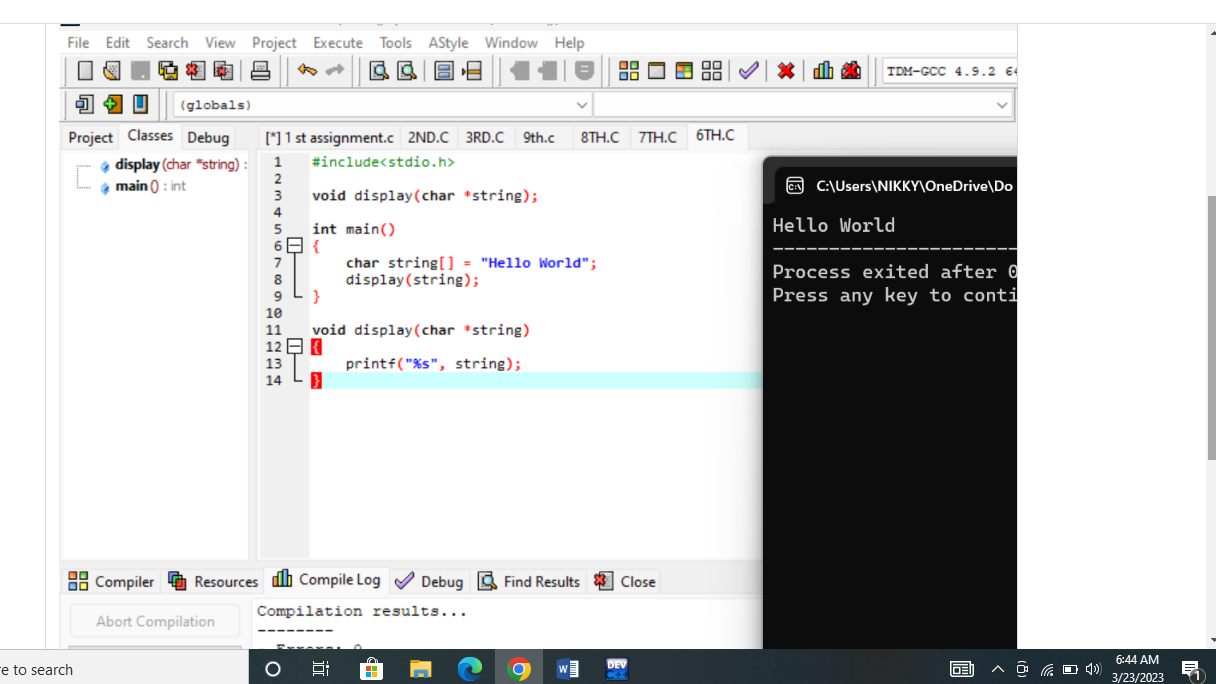 File Edit Search View Project Execute Tools AStyle Window Help
TDM-GCC 4.9.2 64
(globals)
Project Classes Debug [*] 1 st assignment.c 2ND.C 3RD.C 9th.c 8TH.C 7TH.C 6TH.C
display (char *string) :
main () : int
1 #include<stdio.h>
2
3 void display(char *string);
4
5 int main()
6 {
7 char string[] = "Hello World";
8 display(string);
9 }
10
11 void display(char *string)
12 {
13 printf("%s", string);
14 }
C:\Users\NIKKY\OneDrive\Do
Hello World
-----------------------
Process exited after 0
Press any key to conti
Compiler Resources Compile Log Debug Find Results Close
Abort Compilation
Compilation results...
--------
- Errors: 0
re to search
W
DEV
C++
6:44 AM
3/23/2023
1